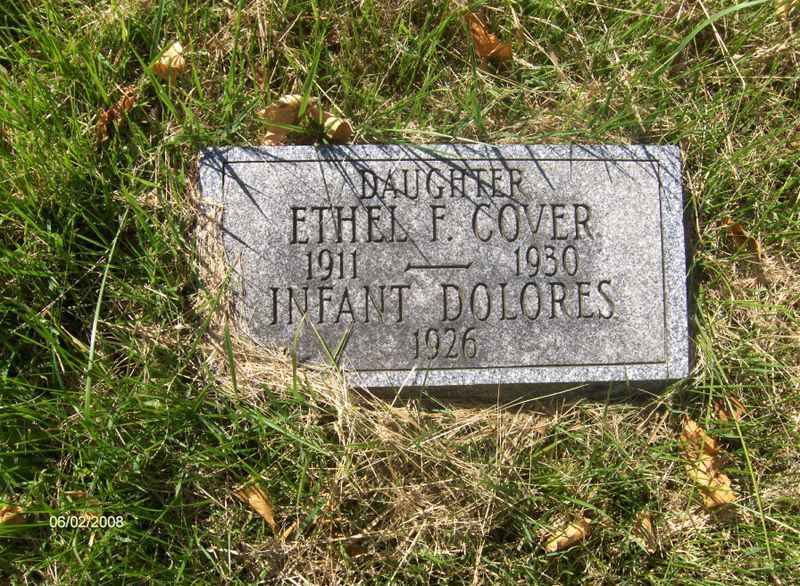 DAUGHTER
ETHEL F. COVER
1911 — 1930
INFANT DOLORES
1926
06/02/2008